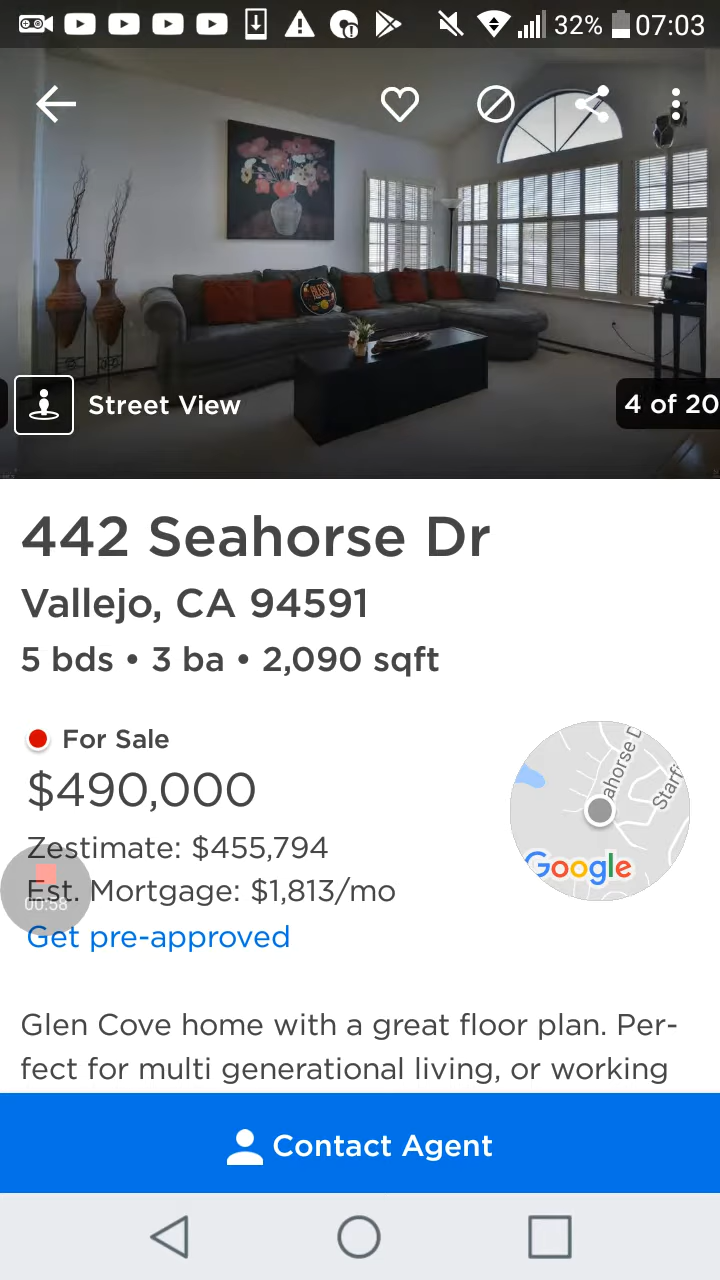 32% 07:03
Street View
4 of 20
442 Seahorse Dr
Vallejo, CA 94591
5 bds • 3 ba • 2,090 sqft
For Sale
$490,000
Zestimate: $455,794
Est. Mortgage: $1,813/mo
00:58
Get pre-approved
ahorse D
Starf
Google
Glen Cove home with a great floor plan. Per-
fect for multi generational living, or working
Contact Agent